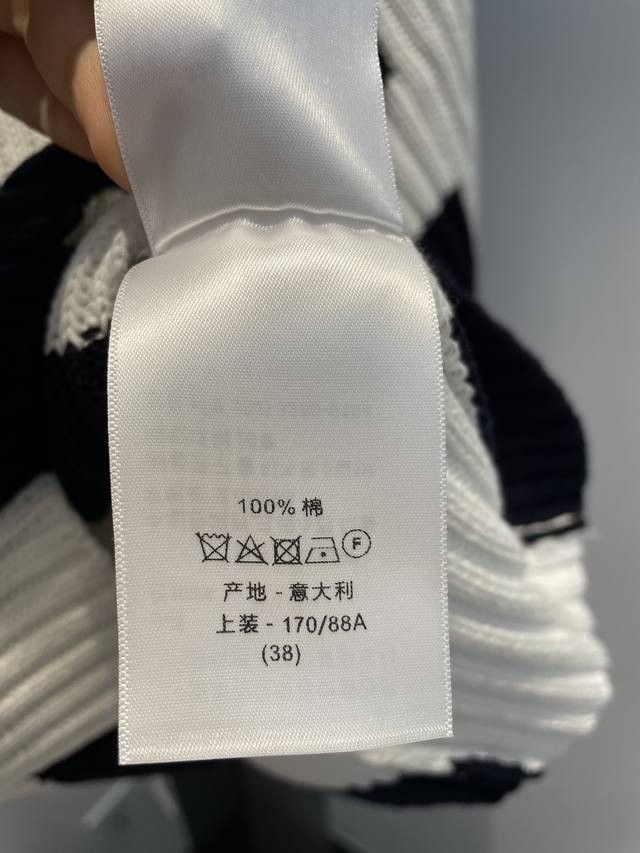 100% 棉
F
产地 - 意大利
上装 - 170/88A
(38)